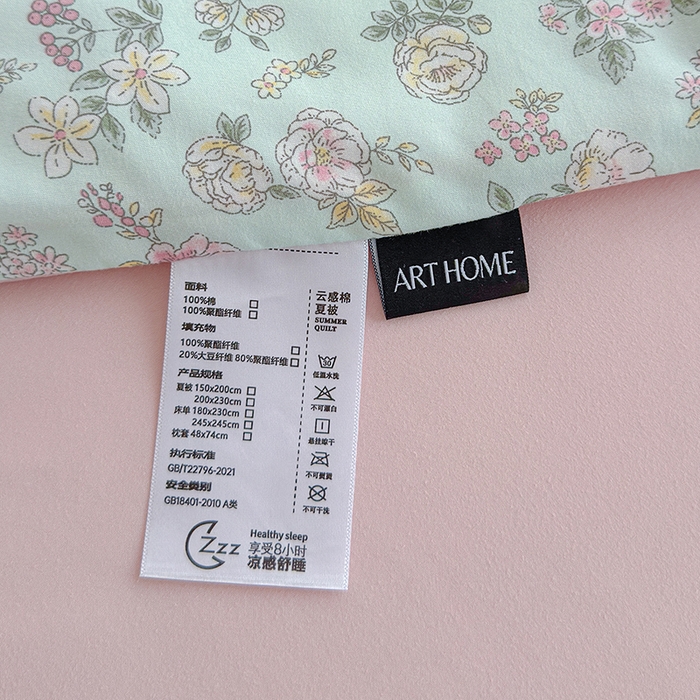 ART HOME
面料
100%棉 □
100%聚酯纤维 □
填充物
100%聚酯纤维 □
20%大豆纤维 80%聚酯纤维 □
产品规格
夏被 150x200cm □
200x230cm □
床单 180x230cm □
245x245cm □
枕套 48x74cm □
执行标准
GB/T22796-2021
安全类别
GB18401-2010 A类
云感棉
夏被
SUMMER
QUILT
30
低温水洗
不可漂白
悬挂晾干
不可熨烫
不可干洗
Zzz
Healthy sleep
享受8小时
凉感舒睡